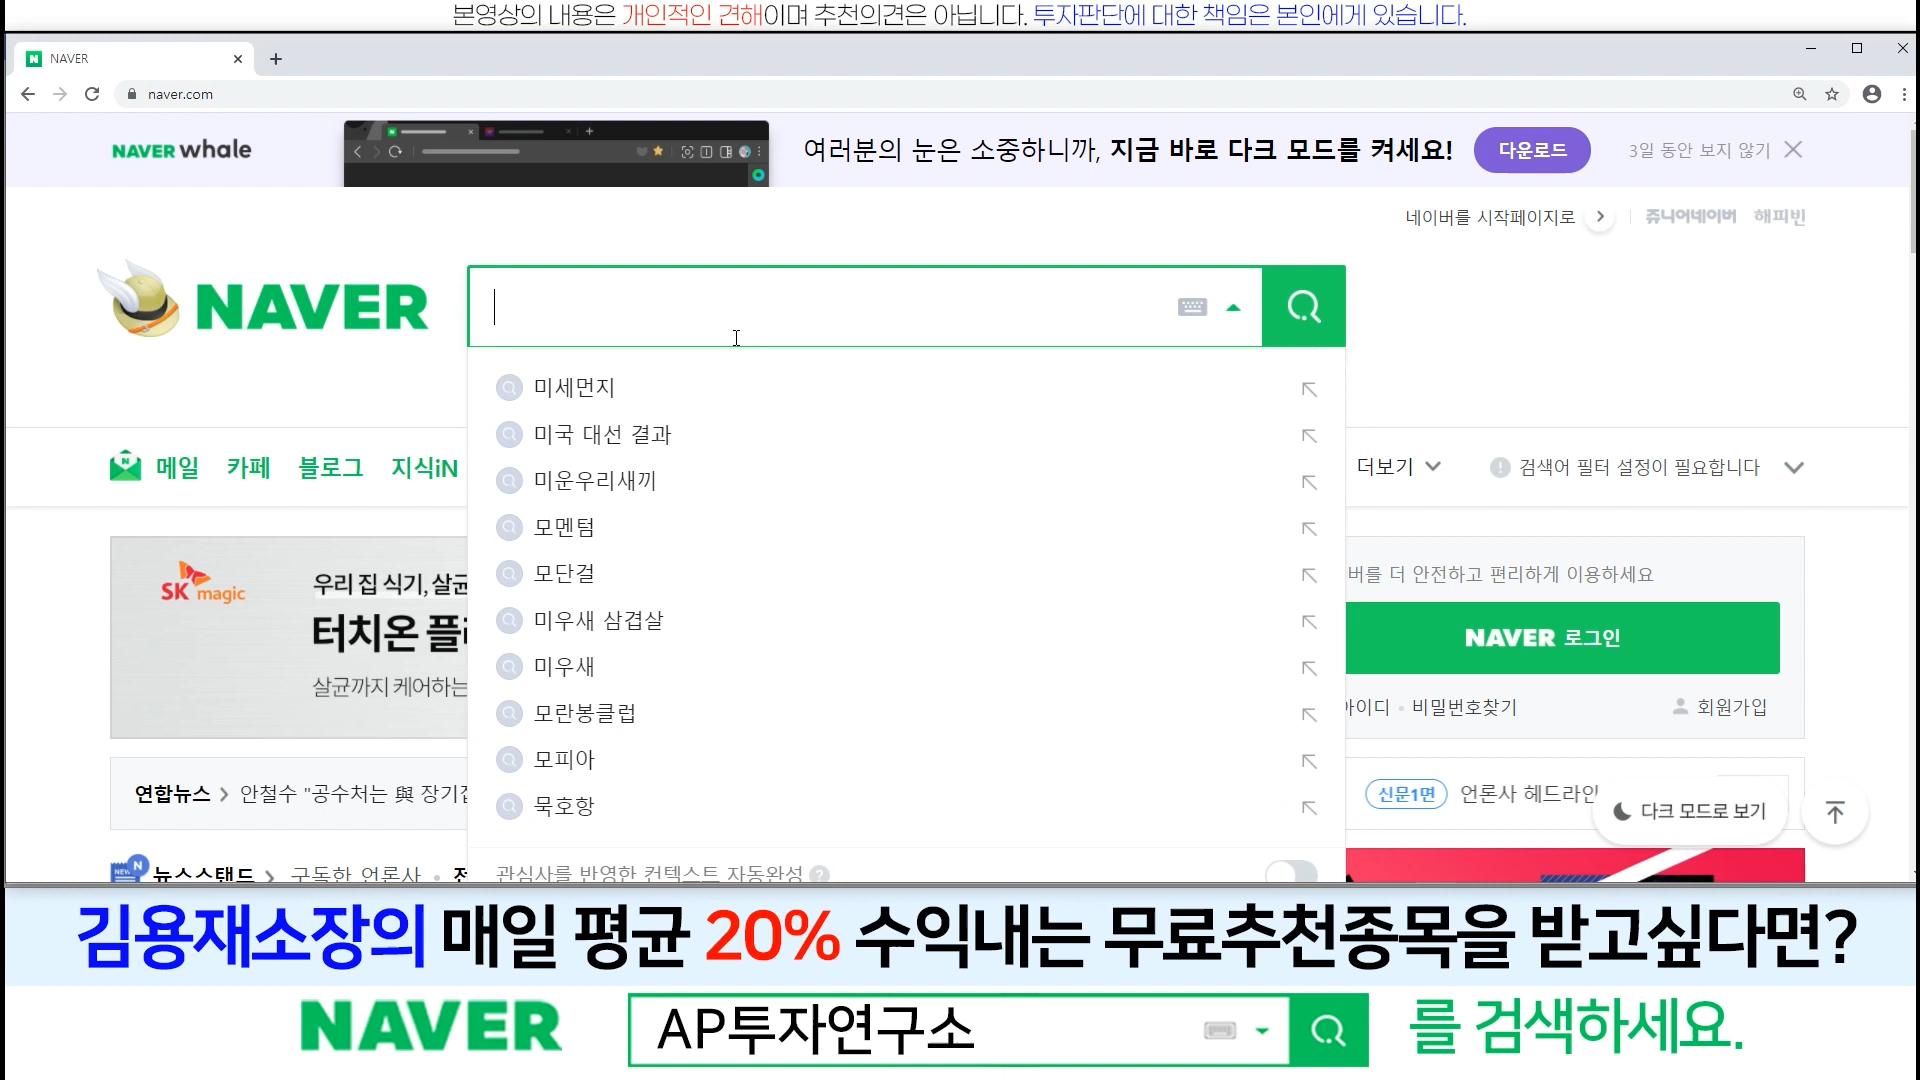 본영상의 내용은 개인적인 견해이며 추천의견은 아닙니다. 투자판단에 대한 책임은 본인에게 있습니다.
NAVER
naver.com
NAVER whale
여러분의 눈은 소중하니까, 지금 바로 다크 모드를 켜세요!
다운로드
3일 동안 보지 않기
네이버를 시작페이지로
쥬니어네이버 해피빈
NAVER
미세먼지
미국 대선 결과
미운우리새끼
모멘텀
모단걸
미우새 삼겹살
미우새
모란봉클럽
모피아
묵호항
관심사를 반영한 컨텍스트 자동완성
메일 카페 블로그 지식iN
더보기
검색어 필터 설정이 필요합니다
SK magic
우리 집 식기, 살균
터치온 플
살균까지 케어하는
버를 더 안전하고 편리하게 이용하세요
NAVER 로그인
아이디 비밀번호찾기
회원가입
연합뉴스 안철수 "공수처는 與 장기집
신문1면 언론사 헤드라인
다크 모드로 보기
NEW N 뉴스스탠드 구독한 언론사 전
김용재소장의 매일 평균 20% 수익내는 무료추천종목을 받고싶다면?
NAVER AP투자연구소 를 검색하세요.